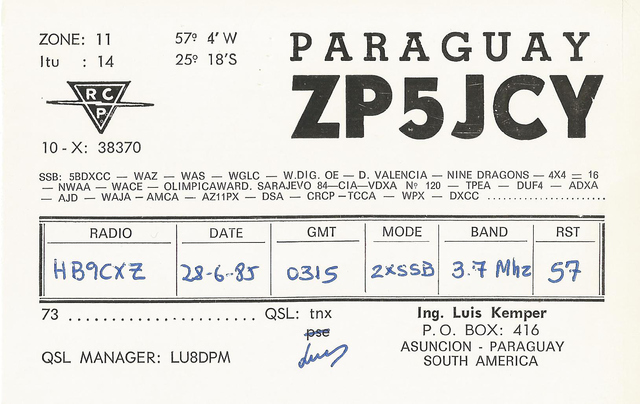 ZONE: 11 57º 4' W
Itu : 14 25º 18'S
PARAGUAY
ZP5JCY
RCP
10 - X: 38370
SSB: 5BDXCC — WAZ — WAS — WGLC — W.DIG. OE — D. VALENCIA — NINE DRAGONS — 4X4 = 16
— NWAA — WACE — OLIMPICAWARD. SARAJEVO 84—CIA—VDXA Nº 120 — TPEA — DUF4 — ADXA
— AJD — WAJA — AMCA — AZ11PX — DSA — CRCP — TCCA — WPX — DXCC ........................
RADIO DATE GMT MODE BAND RST
HB9CXZ 28-6-85 0315 2XSSB 3.7 Mhz 57
73 ........................ QSL: tnx
pse
Luis
QSL MANAGER: LU8DPM
Ing. Luis Kemper
P. O. BOX: 416
ASUNCION - PARAGUAY
SOUTH AMERICA